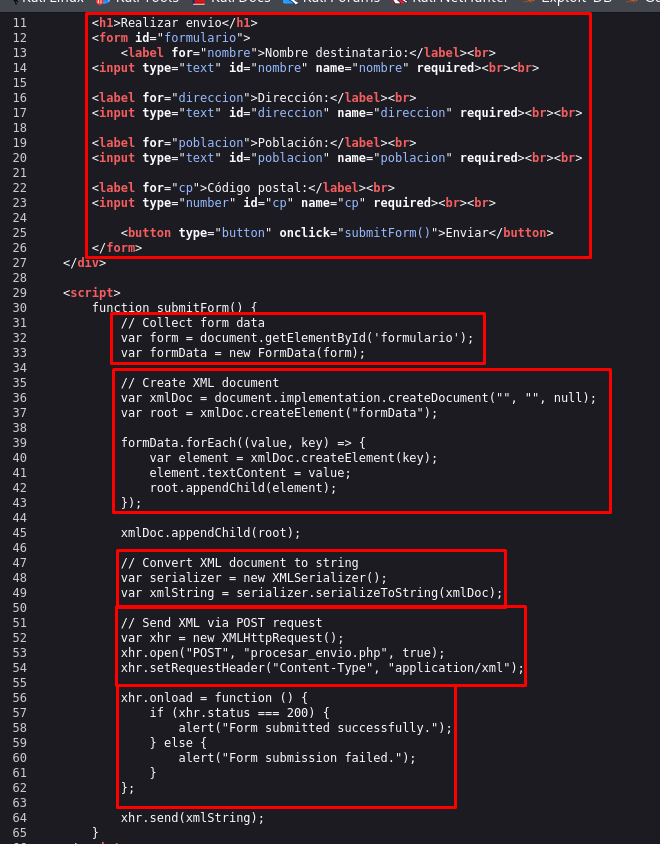 Kali Linux Kali Tools Kali Docs Kali Forums Kali NetHunter Exploit-DB
11 <h1>Realizar envio</h1>
12 <form id="formulario">
13 <label for="nombre">Nombre destinatario:</label><br>
14 <input type="text" id="nombre" name="nombre" required><br><br>
15
16 <label for="direccion">Dirección:</label><br>
17 <input type="text" id="direccion" name="direccion" required><br><br>
18
19 <label for="poblacion">Población:</label><br>
20 <input type="text" id="poblacion" name="poblacion" required><br><br>
21
22 <label for="cp">Código postal:</label><br>
23 <input type="number" id="cp" name="cp" required><br><br>
24
25 <button type="button" onclick="submitForm()">Enviar</button>
26 </form>
27 </div>
28
29 <script>
30 function submitForm() {
31 // Collect form data
32 var form = document.getElementById('formulario');
33 var formData = new FormData(form);
34
35 // Create XML document
36 var xmlDoc = document.implementation.createDocument("", "", null);
37 var root = xmlDoc.createElement("formData");
38
39 formData.forEach((value, key) => {
40 var element = xmlDoc.createElement(key);
41 element.textContent = value;
42 root.appendChild(element);
43 });
44
45 xmlDoc.appendChild(root);
46
47 // Convert XML document to string
48 var serializer = new XMLSerializer();
49 var xmlString = serializer.serializeToString(xmlDoc);
50
51 // Send XML via POST request
52 var xhr = new XMLHttpRequest();
53 xhr.open("POST", "procesar_envio.php", true);
54 xhr.setRequestHeader("Content-Type", "application/xml");
55
56 xhr.onload = function () {
57 if (xhr.status === 200) {
58 alert("Form submitted successfully.");
59 } else {
60 alert("Form submission failed.");
61 }
62 };
63
64 xhr.send(xmlString);
65 }